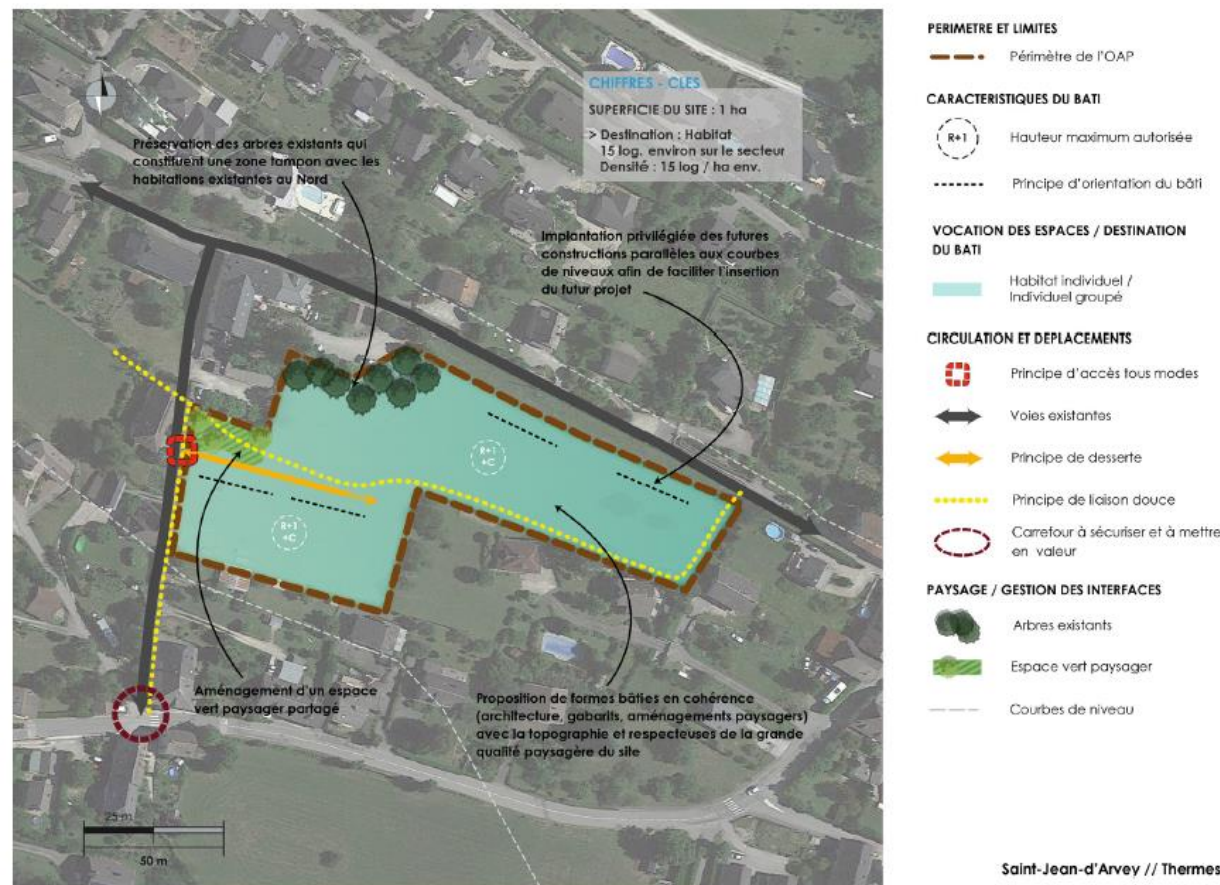 CHIFFRES - CLES
SUPERFICIE DU SITE : 1 ha
> Destination : Habitat
15 log. environ sur le secteur
Densité : 15 log / ha env.
Préservation des arbres existants qui
constituent une zone tampon avec les
habitations existantes au Nord
Implantation privilégiée des futures
constructions parallèles aux courbes
de niveaux afin de faciliter l'insertion
du futur projet
R+1
+C
R+1
+C
Aménagement d'un espace
vert paysager partagé
Proposition de formes bâties en cohérence
(architecture, gabarits, aménagements paysagers)
avec la topographie et respecteuses de la grande
qualité paysagère du site
25 m
50 m
PERIMETRE ET LIMITES
Périmètre de l'OAP
CARACTERISTIQUES DU BATI
R+1
Hauteur maximum autorisée
Principe d'orientation du bâti
VOCATION DES ESPACES / DESTINATION
DU BATI
Habitat individuel /
Individuel groupé
CIRCULATION ET DEPLACEMENTS
Principe d'accès tous modes
Voies existantes
Principe de desserte
Principe de liaison douce
Carrefour à sécuriser et à mettre
en valeur
PAYSAGE / GESTION DES INTERFACES
Arbres existants
Espace vert paysager
Courbes de niveau
Saint-Jean-d'Arvey // Thermes